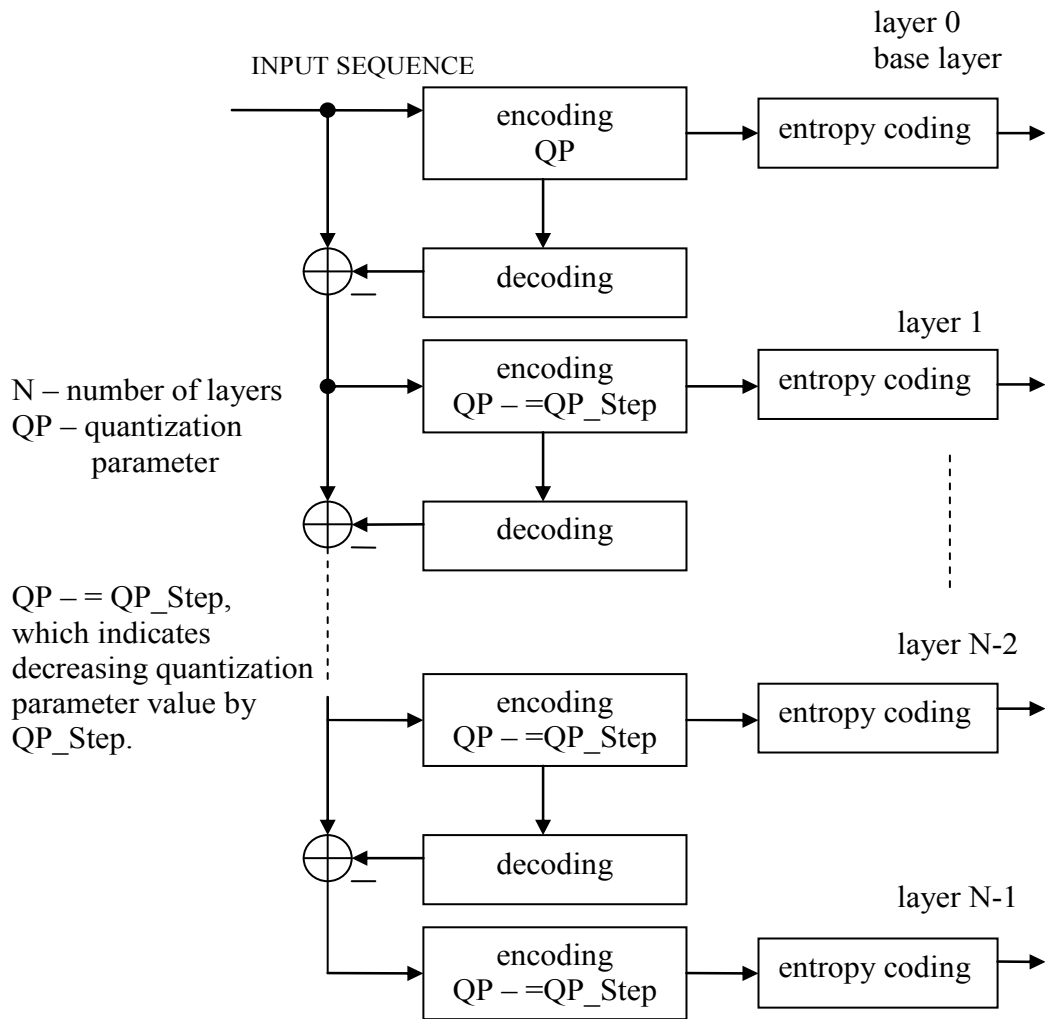 layer 0
base layer
INPUT SEQUENCE
encoding
QP
entropy coding
decoding
layer 1
encoding
QP – =QP_Step
entropy coding
N – number of layers
QP – quantization
parameter
decoding
QP – = QP_Step,
which indicates
decreasing quantization
parameter value by
QP_Step.
layer N-2
encoding
QP – =QP_Step
entropy coding
decoding
layer N-1
encoding
QP – =QP_Step
entropy coding